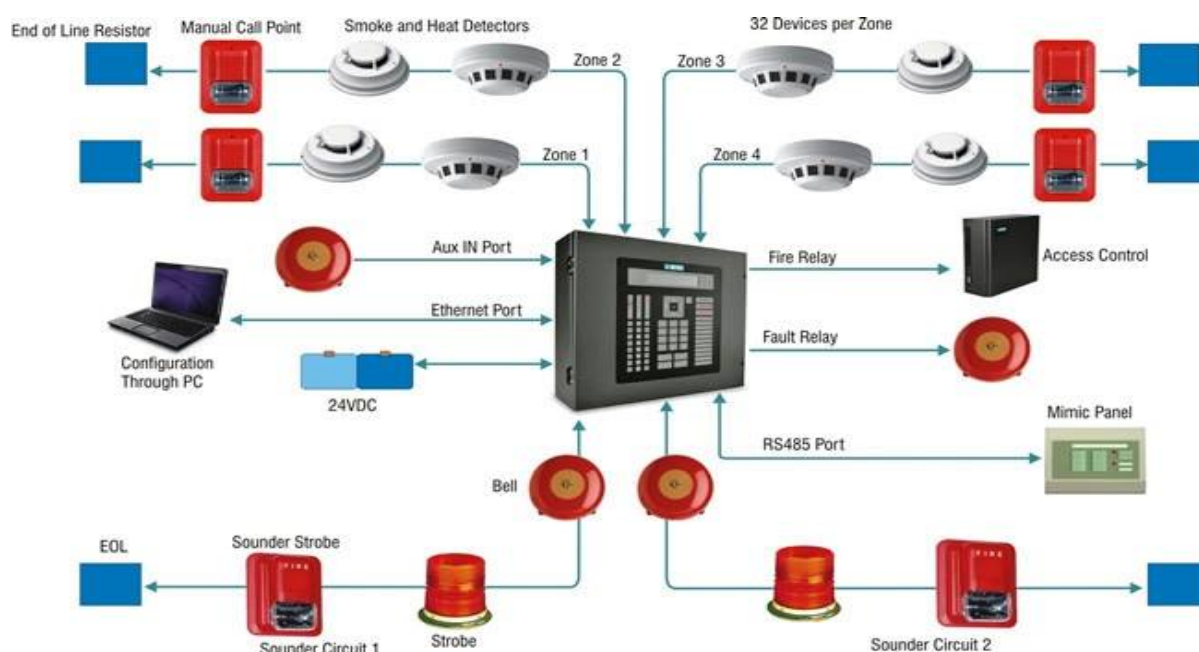 End of Line Resistor
Manual Call Point
Smoke and Heat Detectors
32 Devices per Zone
Zone 2
Zone 3
Zone 1
Zone 4
Aux IN Port
Fire Relay
Access Control
Ethernet Port
Configuration
Through PC
Fault Relay
24VDC
Mimic Panel
RS485 Port
Bell
EOL
Sounder Strobe
FIRE
FIRE
Strobe
Sounder Circuit 1
Sounder Circuit 2